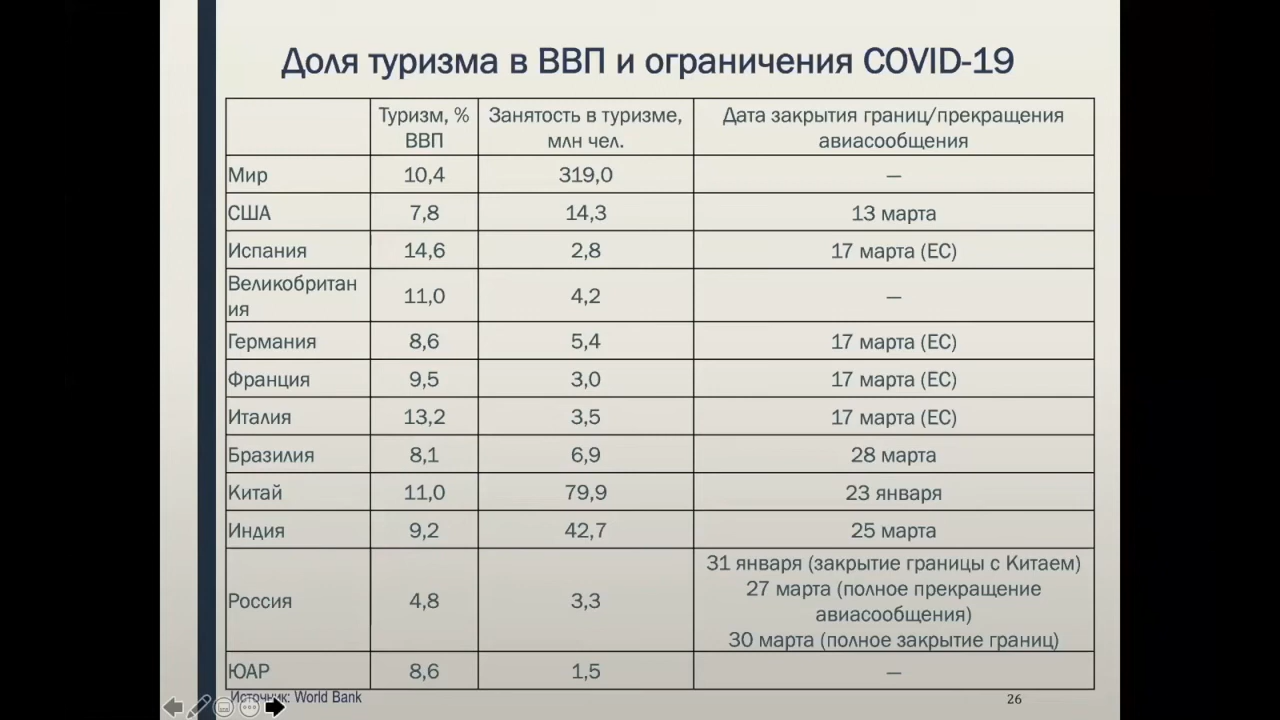 Доля туризма в ВВП и ограничения COVID-19
Туризм, % Занятость в туризме, Дата закрытия границ/прекращения
ВВП млн чел. авиасообщения
Мир 10,4 319,0 —
США 7,8 14,3 13 марта
Испания 14,6 2,8 17 марта (ЕС)
Великобритан
ия 11,0 4,2 —
Германия 8,6 5,4 17 марта (ЕС)
Франция 9,5 3,0 17 марта (ЕС)
Италия 13,2 3,5 17 марта (ЕС)
Бразилия 8,1 6,9 28 марта
Китай 11,0 79,9 23 января
Индия 9,2 42,7 25 марта
Россия 4,8 3,3 31 января (закрытие границы с Китаем)
27 марта (полное прекращение
авиасообщения)
30 марта (полное закрытие границ)
ЮАР 8,6 1,5 —
Источник: World Bank
26